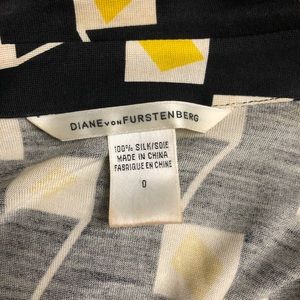 DIANE VON FURSTENBERG
100% SILK/SOIE
MADE IN CHINA
FABRIQUE EN CHINE
0